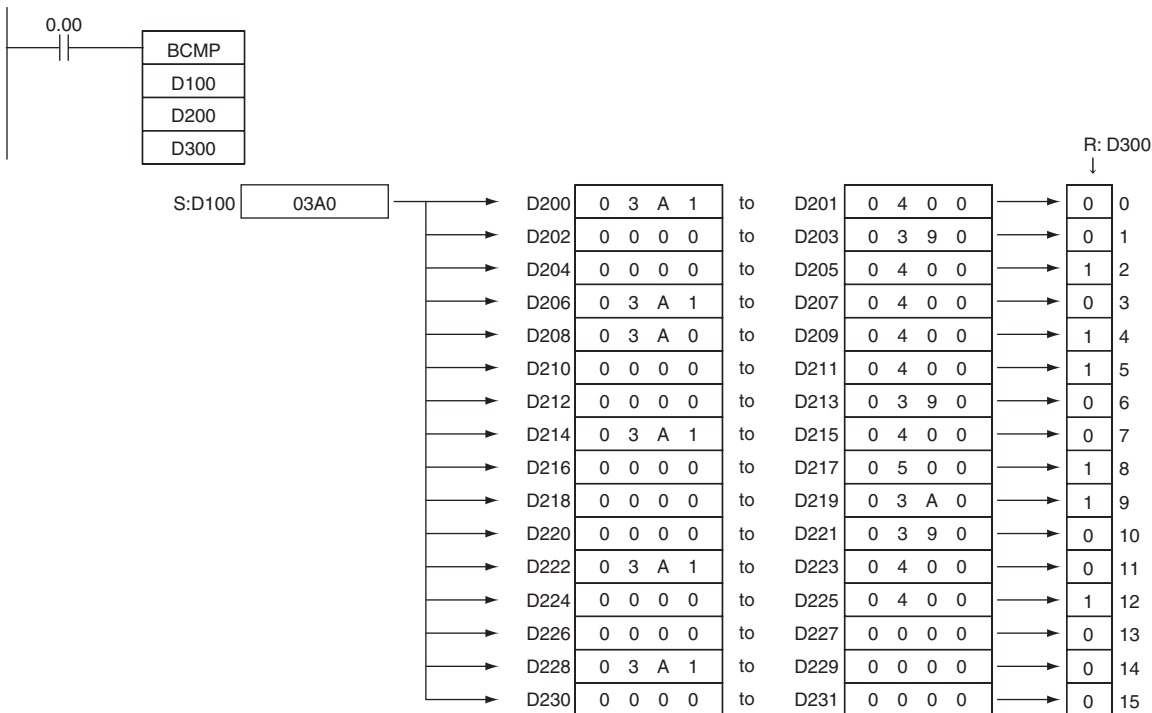 0.00
BCMP
D100
D200
D300
R: D300
S:D100 03A0
D200 0 3 A 1 to D201 0 4 0 0 0 0
D202 0 0 0 0 to D203 0 3 9 0 0 1
D204 0 0 0 0 to D205 0 4 0 0 1 2
D206 0 3 A 1 to D207 0 4 0 0 0 3
D208 0 3 A 0 to D209 0 4 0 0 1 4
D210 0 0 0 0 to D211 0 4 0 0 1 5
D212 0 0 0 0 to D213 0 3 9 0 0 6
D214 0 3 A 1 to D215 0 4 0 0 0 7
D216 0 0 0 0 to D217 0 5 0 0 1 8
D218 0 0 0 0 to D219 0 3 A 0 1 9
D220 0 0 0 0 to D221 0 3 9 0 0 10
D222 0 3 A 1 to D223 0 4 0 0 0 11
D224 0 0 0 0 to D225 0 4 0 0 1 12
D226 0 0 0 0 to D227 0 0 0 0 0 13
D228 0 3 A 1 to D229 0 0 0 0 0 14
D230 0 0 0 0 to D231 0 0 0 0 0 15